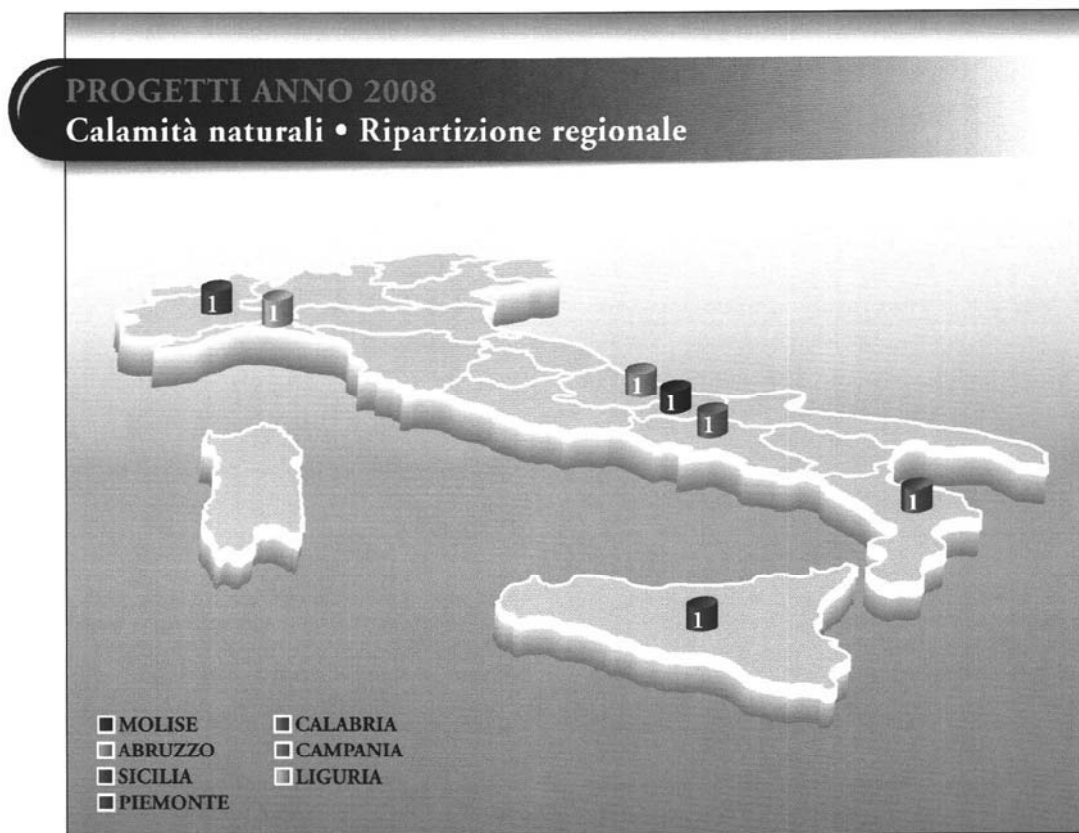 PROGETTI ANNO 2008
Calamità naturali • Ripartizione regionale
1
1
1
1
1
1
1
MOLISE
ABRUZZO
SICILIA
PIEMONTE
CALABRIA
CAMPANIA
LIGURIA